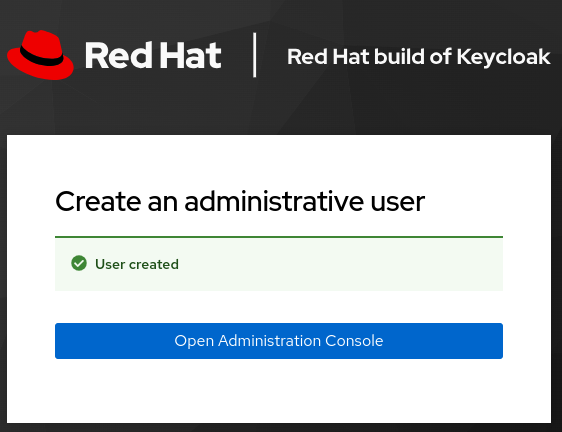 Red Hat
Red Hat build of Keycloak
Create an administrative user
User created
Open Administration Console